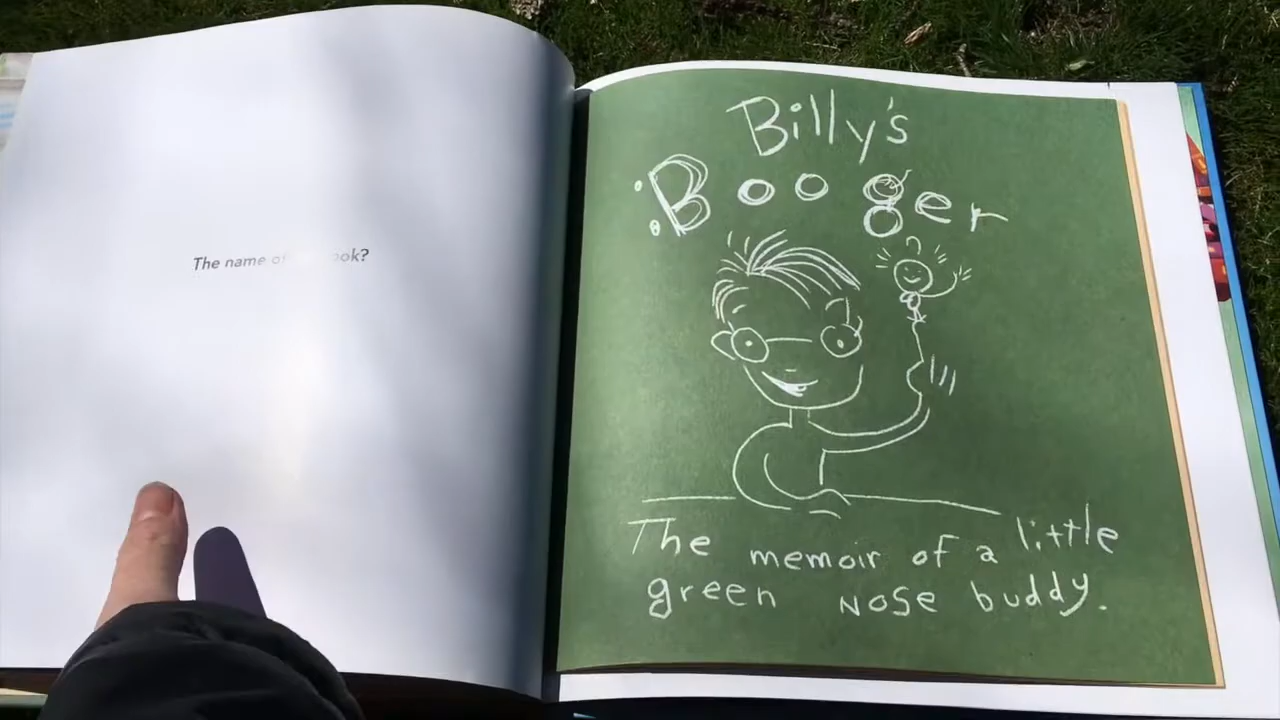 The name of ook?
Billy's
Booger
The memoir of a little
green nose buddy.